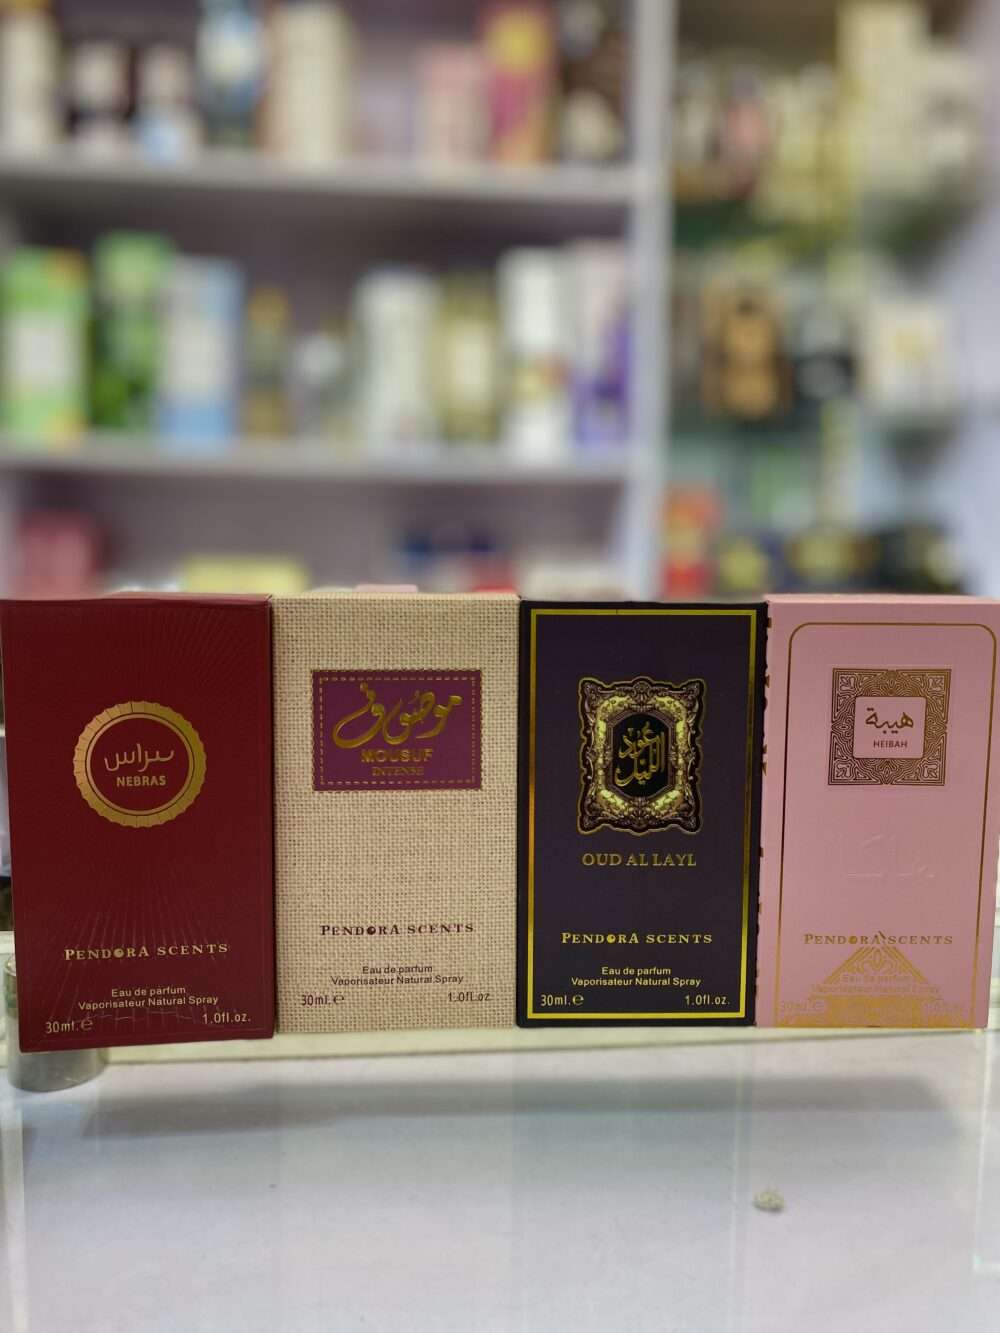 نبراس
NEBRAS
PENDORA SCENTS
Eau de parfum
Vaporisateur Natural Spray
30ml.e 1.0fl.oz.
موصوف
MOUSUF
INTENSE
PENDORA SCENTS
Eau de parfum
Vaporisateur Natural Spray
30ml.e 1.0fl.oz
عود
الليل
OUD AL LAYL
PENDORA SCENTS
Eau de parfum
Vaporisateur Natural Spray
30ml.e 1.0fl.oz.
هيبة
HEIBAH
PENDORA SCENTS
Eau de parfum
Vaporisateur Natural Spray
30ml.e